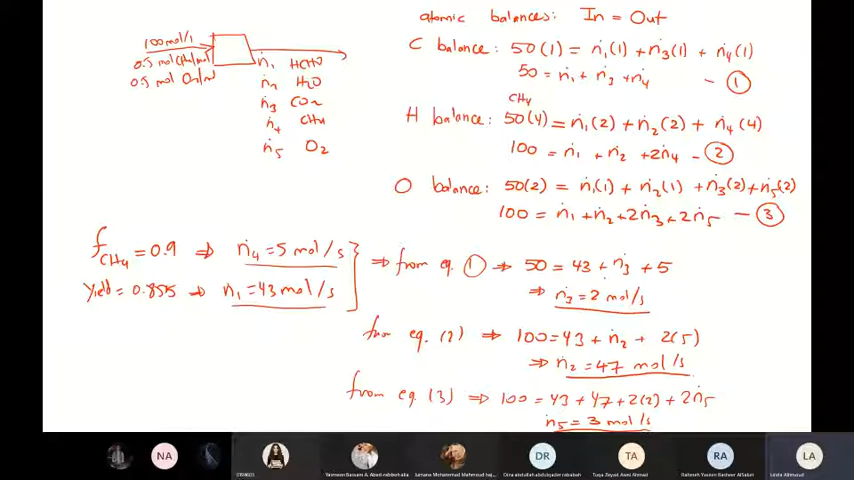 atomic balances: In = Out
100 mol/s
0.5 mol CH4/mol
0.5 mol O2/mol
ṅ1 HCHO
ṅ2 H2O
ṅ3 CO2
ṅ4 CH4
ṅ5 O2
C balance: 50(1) = ṅ1(1) + ṅ3(1) + ṅ4(1)
50 = ṅ1 + ṅ3 + ṅ4 — 1
CH4
H balance: 50(4) = ṅ1(2) + ṅ2(2) + ṅ4(4)
100 = ṅ1 + ṅ2 + 2ṅ4 — 2
O balance: 50(2) = ṅ1(1) + ṅ2(1) + ṅ3(2) + ṅ5(2)
100 = ṅ1 + ṅ2 + 2ṅ3 + 2ṅ5 — 3
fCH4 = 0.9 ⇒ ṅ4 = 5 mol/s
yield = 0.855 → ṅ1 = 43 mol/s
⇒ from eq. 1 ⇒ 50 = 43 + ṅ3 + 5
⇒ ṅ3 = 2 mol/s
from eq. (2) ⇒ 100 = 43 + ṅ2 + 2(5)
⇒ ṅ2 = 47 mol/s
from eq. (3) ⇒ 100 = 43 + 47 + 2(2) + 2ṅ5
ṅ5 = 3 mol/s
NA DR TA RA LA